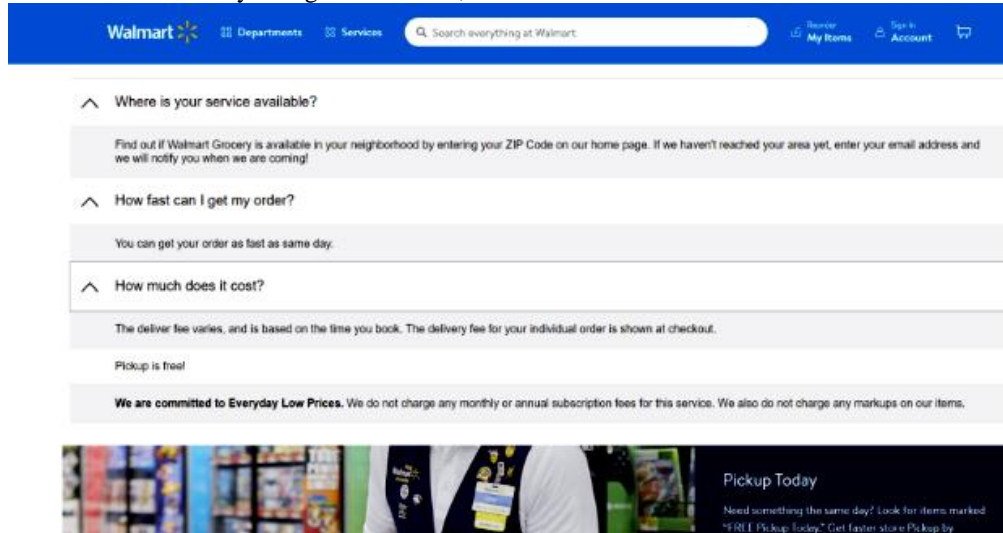 Walmart
Departments
Services
Search everything at Walmart
Reorder
My Items
Sign In
Account
Where is your service available?
Find out if Walmart Grocery is available in your neighborhood by entering your ZIP Code on our home page. If we haven't reached your area yet, enter your email address and
we will notify you when we are coming!
How fast can I get my order?
You can get your order as fast as same day.
How much does it cost?
The deliver fee varies, and is based on the time you book. The delivery fee for your individual order is shown at checkout.
Pickup is free!
We are committed to Everyday Low Prices. We do not charge any monthly or annual subscription fees for this service. We also do not charge any markups on our items.
Pickup Today
Need something the same day? Look for items marked
"FREE Pickup Today." Get faster store Pickup by